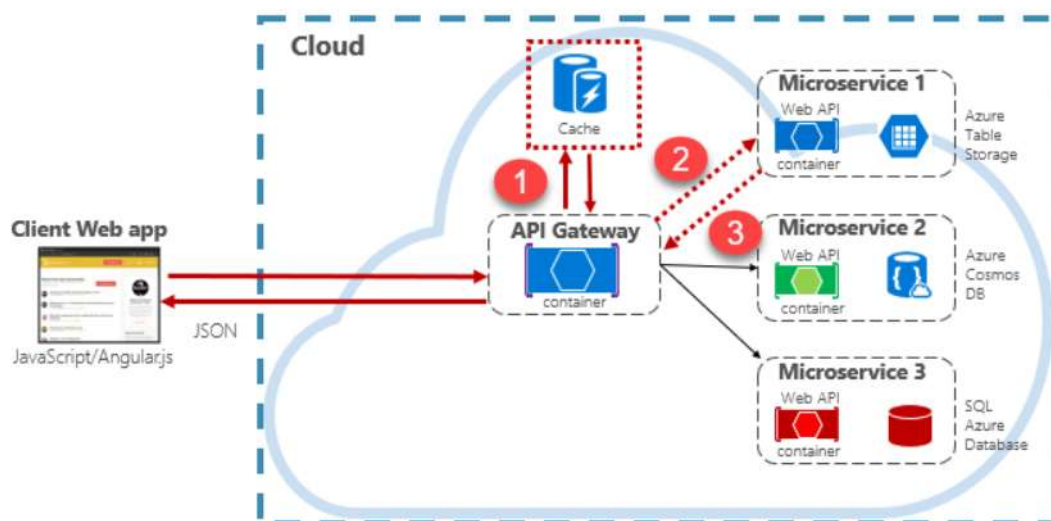 Cloud
Cache
1
2
3
Client Web app
JavaScript/Angular.js
JSON
API Gateway
container
Microservice 1
Web API
container
Azure
Table
Storage
Microservice 2
Web API
container
Azure
Cosmos
DB
Microservice 3
Web API
container
SQL
Azure
Database